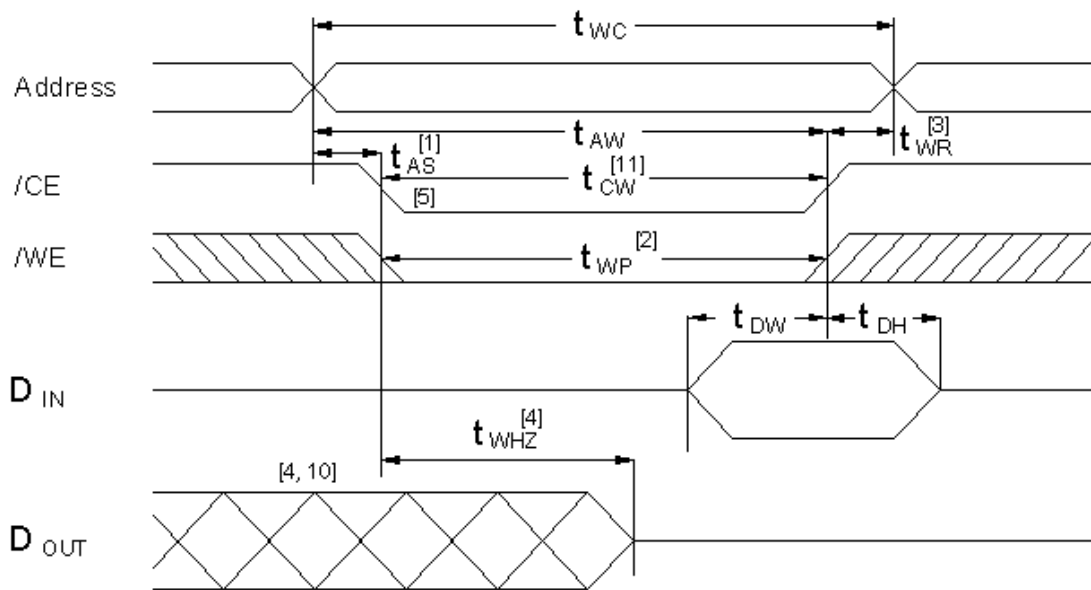 t WC
Address
t AW
t AS [1]
t WR [3]
/CE
[5]
t CW [11]
/WE
t WP [2]
t DW
t DH
D IN
t WHZ [4]
[4, 10]
D OUT